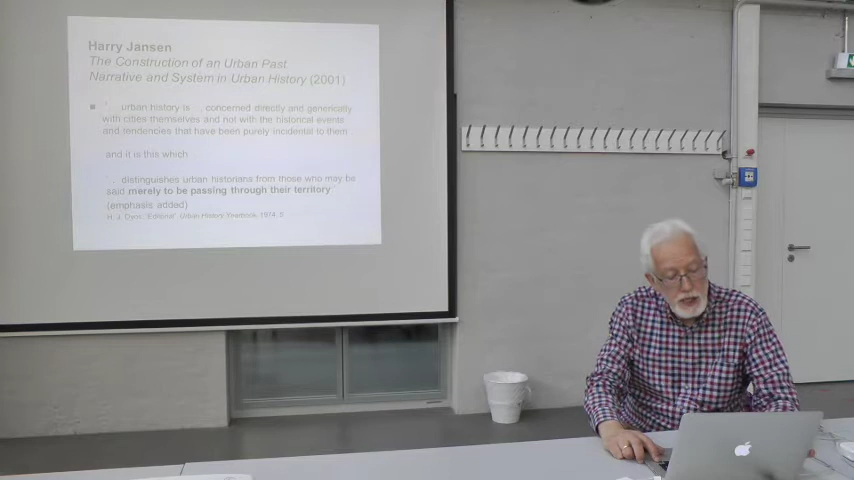 Harry Jansen
The Construction of an Urban Past
Narrative and System in Urban History (2001)
'... urban history is ... concerned directly and generically
with cities themselves and not with the historical events
and tendencies that have been purely incidental to them
and it is this which
'... distinguishes urban historians from those who may be
said merely to be passing through their territory
(emphasis added)
H. J. Dyos, 'Editorial', Urban History Yearbook, 1974, 5